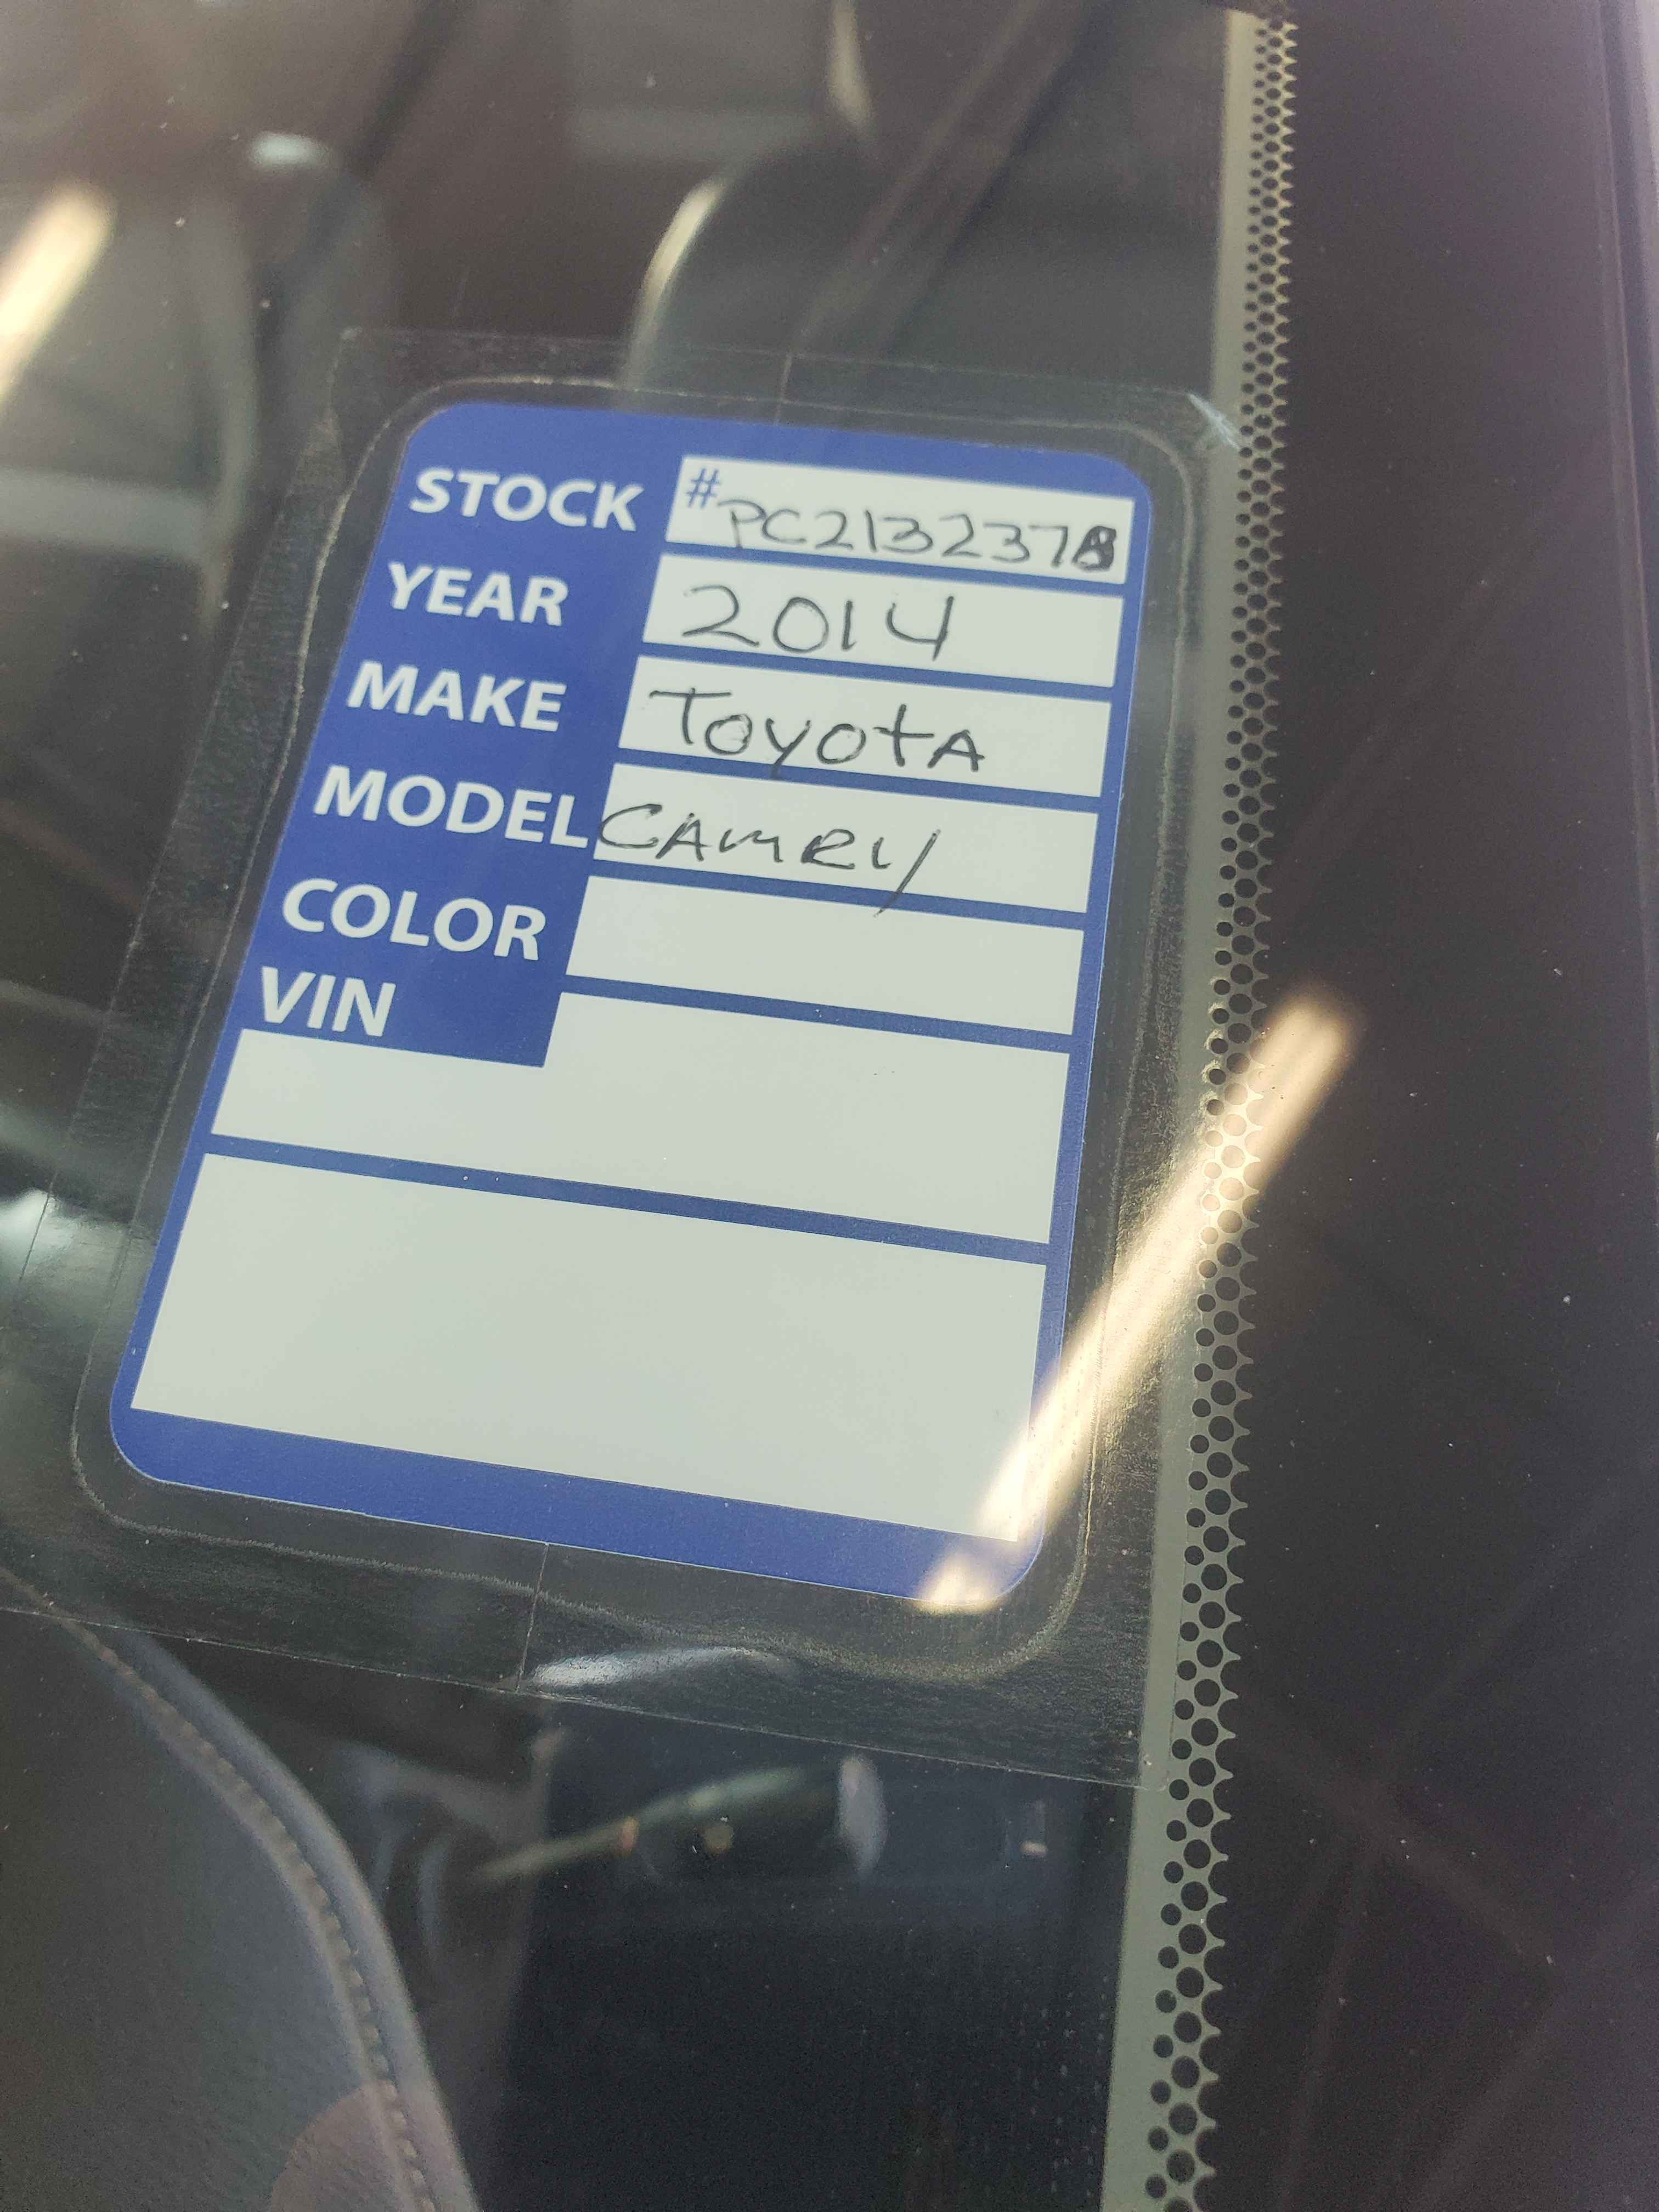 STOCK #PC2132378
YEAR 2014
MAKE ToyotA
MODEL CAMRY
COLOR
VIN